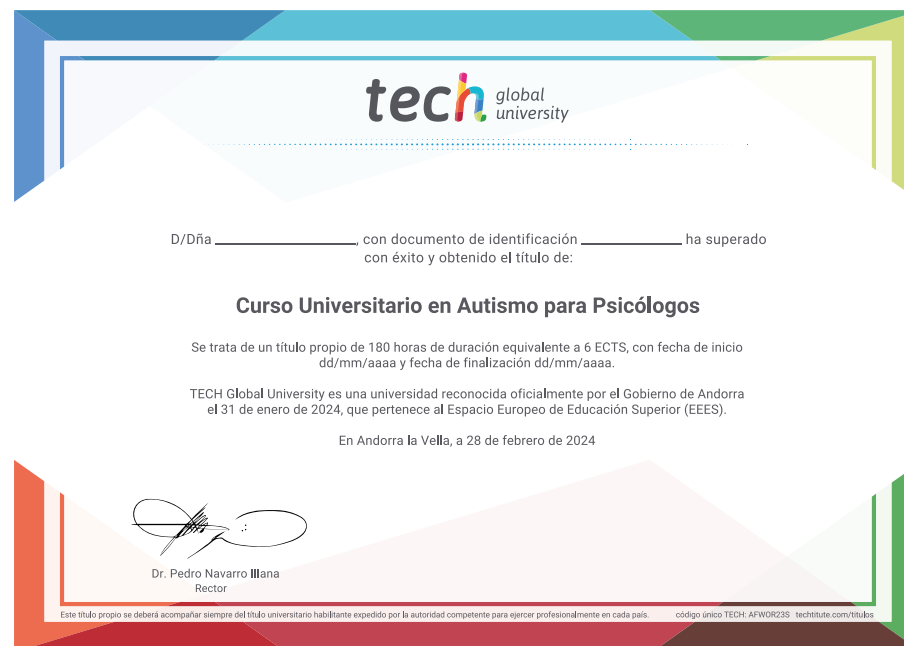 tech global university
D/Dña ____________, con documento de identificación ____________ ha superado
con éxito y obtenido el título de:
Curso Universitario en Autismo para Psicólogos
Se trata de un título propio de 180 horas de duración equivalente a 6 ECTS, con fecha de inicio
dd/mm/aaaa y fecha de finalización dd/mm/aaaa.
TECH Global University es una universidad reconocida oficialmente por el Gobierno de Andorra
el 31 de enero de 2024, que pertenece al Espacio Europeo de Educación Superior (EEES).
En Andorra la Vella, a 28 de febrero de 2024
Dr. Pedro Navarro Illana
Rector
Este título propio se deberá acompañar siempre del título universitario habilitante expedido por la autoridad competente para ejercer profesionalmente en cada país. código único TECH: AFWOR23S techtitute.com/titulos